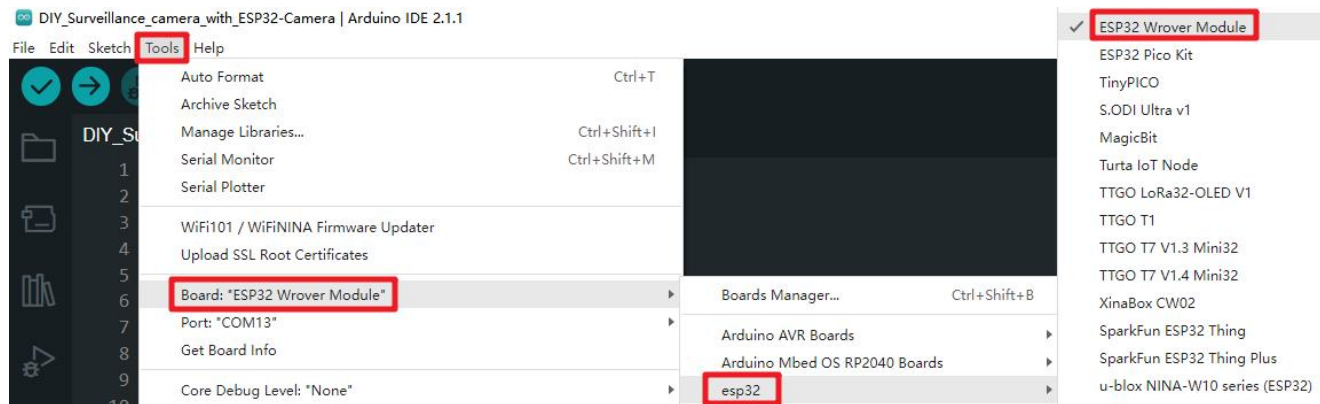 DIY_Surveillance_camera_with_ESP32-Camera | Arduino IDE 2.1.1
File Edit Sketch Tools Help
DIY_Su
1
2
3
4
5
6
7
8
9
10
Auto Format Ctrl+T
Archive Sketch
Manage Libraries... Ctrl+Shift+I
Serial Monitor Ctrl+Shift+M
Serial Plotter
WiFi101 / WiFiNINA Firmware Updater
Upload SSL Root Certificates
Board: "ESP32 Wrover Module"
Port: "COM13"
Get Board Info
Core Debug Level: "None"
Boards Manager... Ctrl+Shift+B
Arduino AVR Boards
Arduino Mbed OS RP2040 Boards
esp32
ESP32 Wrover Module
ESP32 Pico Kit
TinyPICO
S.ODI Ultra v1
MagicBit
Turta IoT Node
TTGO LoRa32-OLED V1
TTGO T1
TTGO T7 V1.3 Mini32
TTGO T7 V1.4 Mini32
XinaBox CW02
SparkFun ESP32 Thing
SparkFun ESP32 Thing Plus
u-blox NINA-W10 series (ESP32)